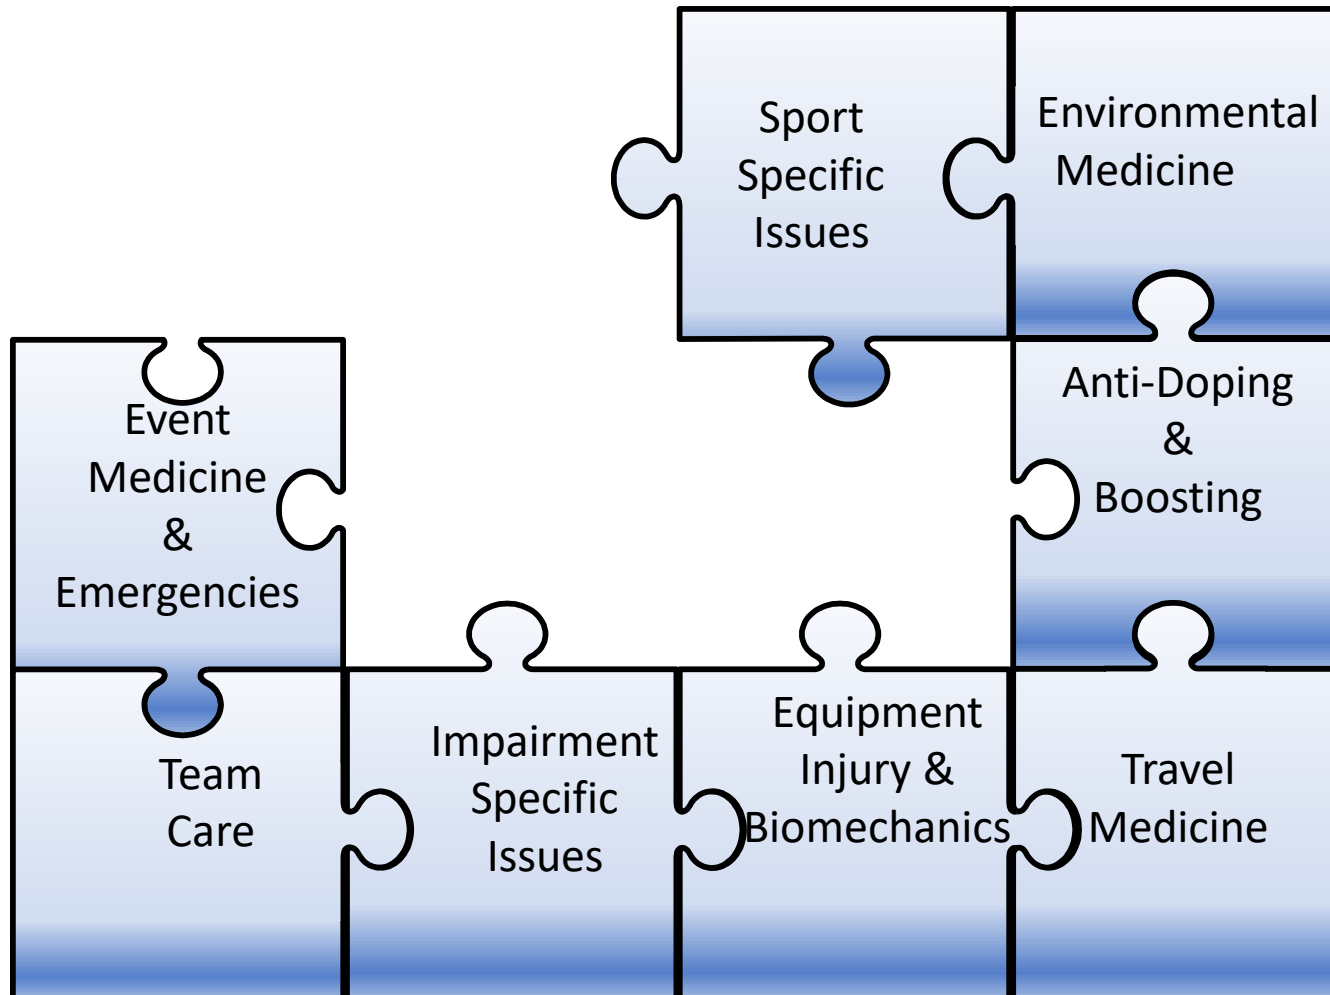 Sport
Specific
Issues
Environmental
Medicine
Event
Medicine
&
Emergencies
Anti-Doping
&
Boosting
Team
Care
Impairment
Specific
Issues
Equipment
Injury &
Biomechanics
Travel
Medicine